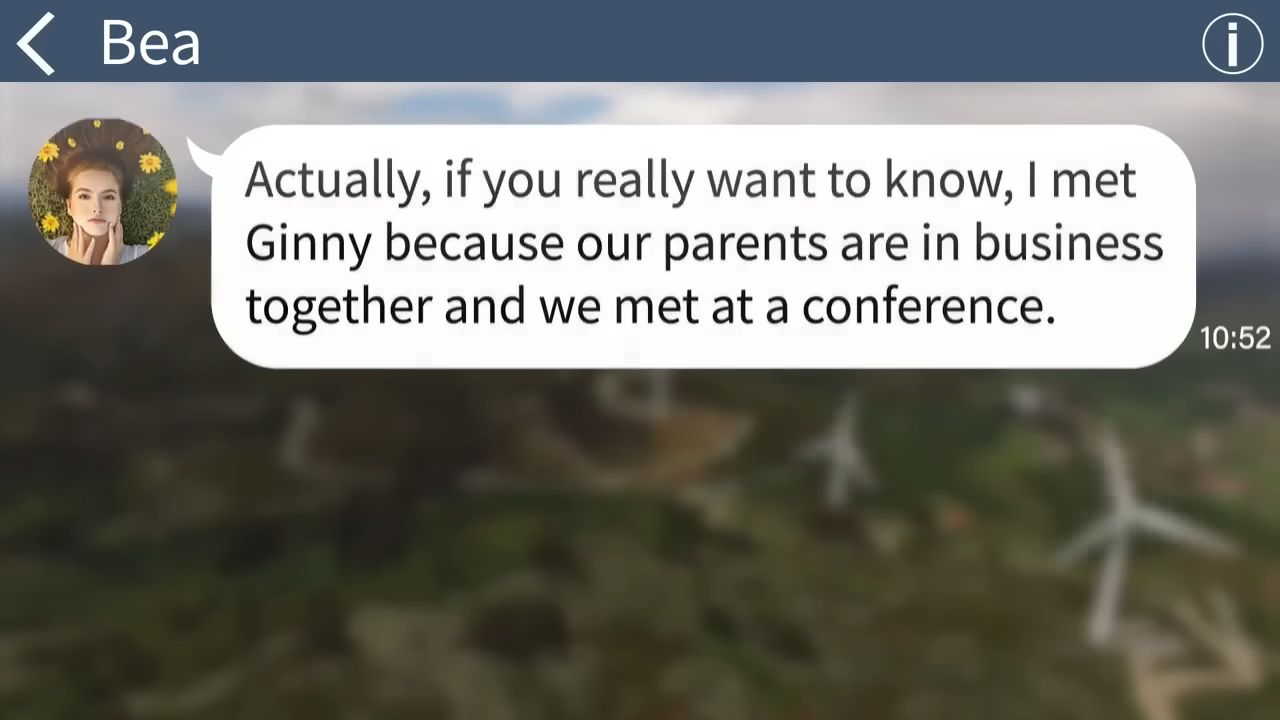 Bea
i
Actually, if you really want to know, I met
Ginny because our parents are in business
together and we met at a conference.
10:52